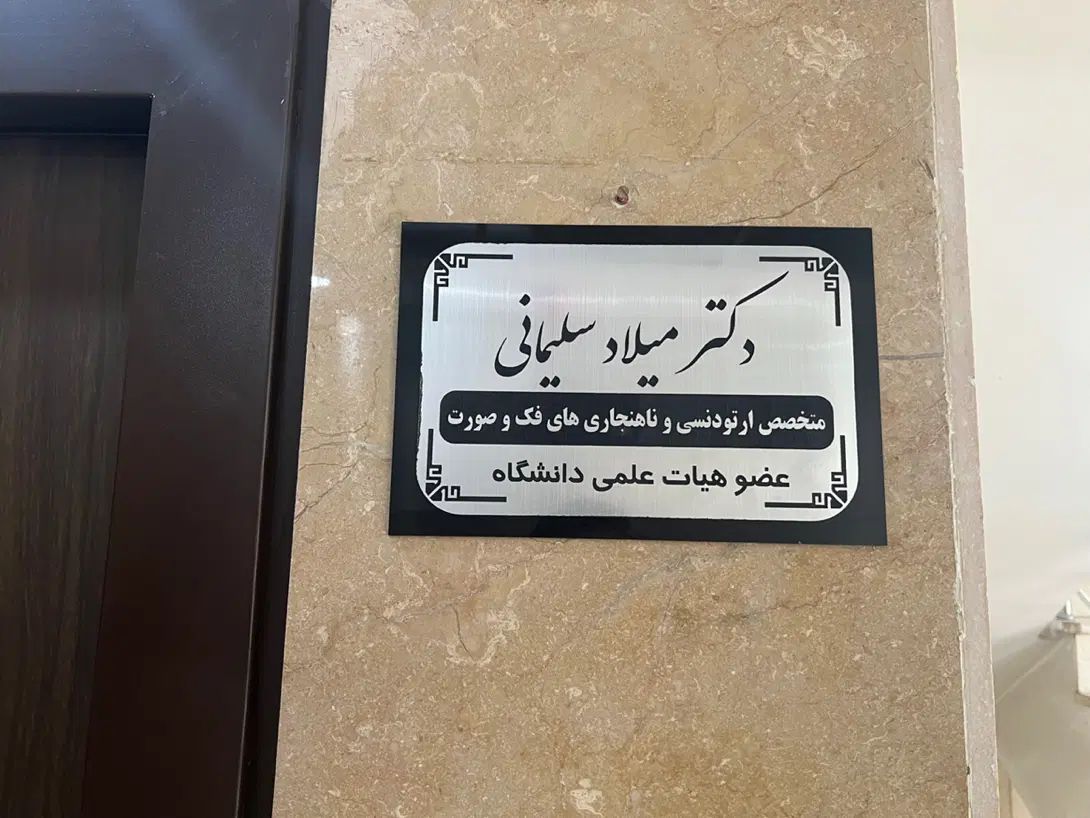 دکتر میلاد سلیمانی
متخصص ارتودنسی و ناهنجاری های فک و صورت
عضو هیات علمی دانشگاه